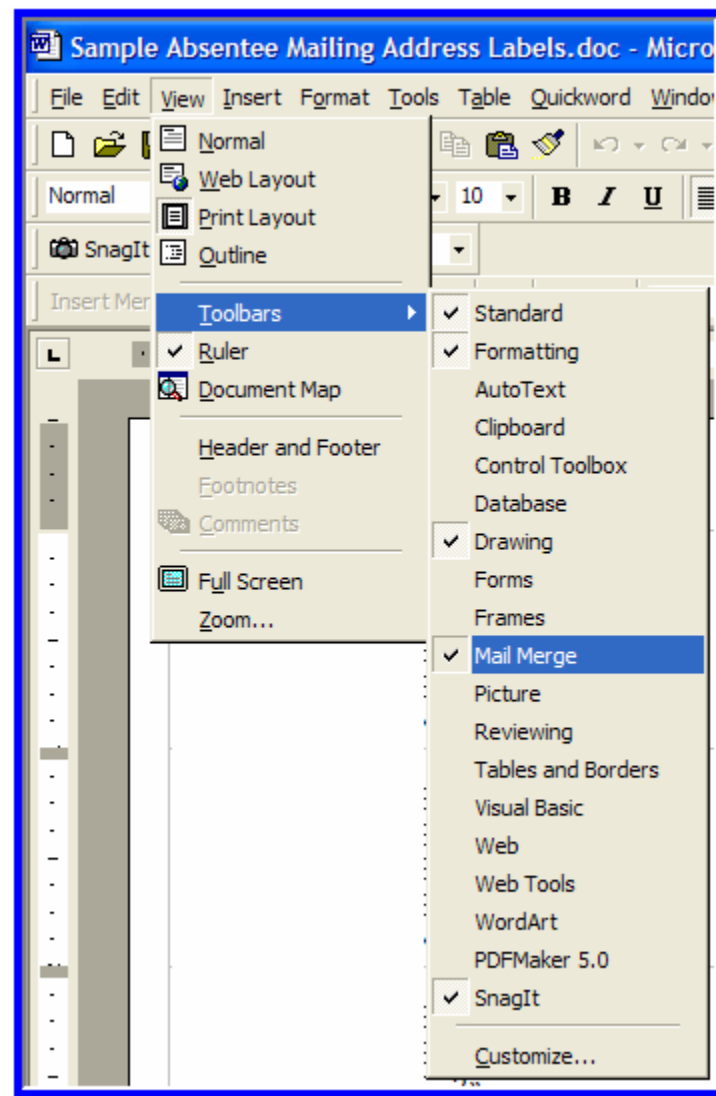 Sample Absentee Mailing Address Labels.doc - Micro
File Edit View Insert Format Tools Table Quickword
Normal 10 B I U
SnagIt
Insert
L
Normal
Web Layout
Print Layout
Outline
Toolbars
Ruler
Document Map
Header and Footer
Footnotes
Comments
Full Screen
Zoom...
Standard
Formatting
AutoText
Clipboard
Control Toolbox
Database
Drawing
Forms
Frames
Mail Merge
Picture
Reviewing
Tables and Borders
Visual Basic
Web
Web Tools
WordArt
PDFMaker 5.0
SnagIt
Customize...